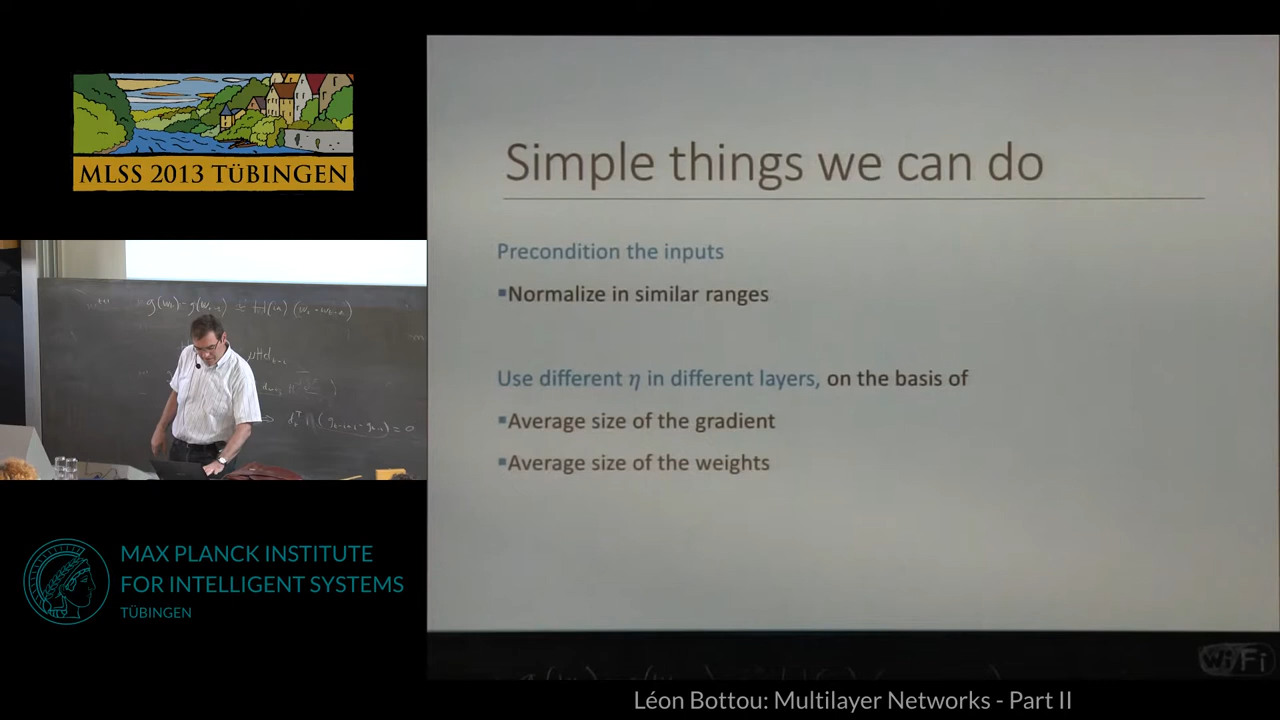 MLSS 2013 TÜBINGEN
Simple things we can do
Precondition the inputs
▪Normalize in similar ranges
Use different η in different layers, on the basis of
▪Average size of the gradient
▪Average size of the weights
μHd
MAX PLANCK INSTITUTE
FOR INTELLIGENT SYSTEMS
TÜBINGEN
WiFi
Léon Bottou: Multilayer Networks - Part II